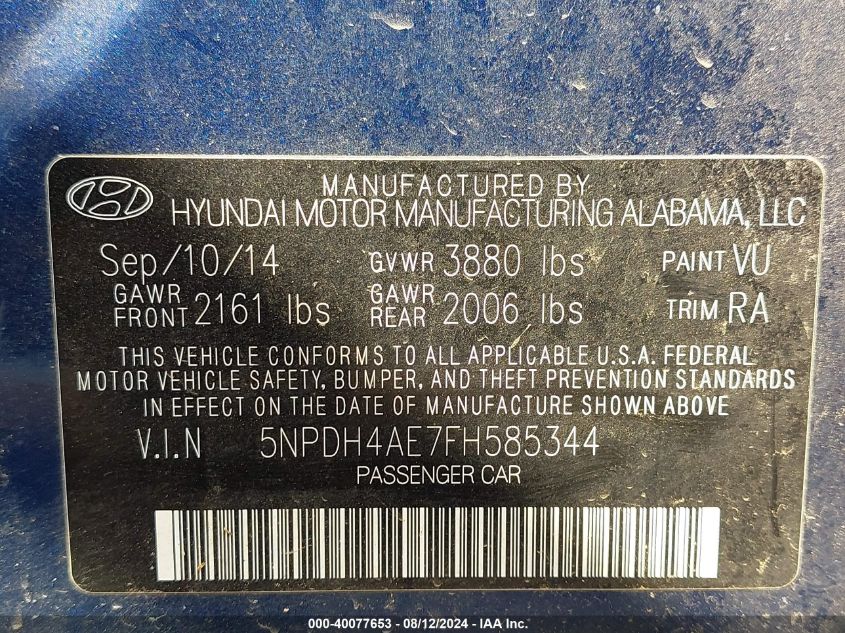 MANUFACTURED BY
HYUNDAI MOTOR MANUFACTURING ALABAMA, LLC
Sep/10/14 GVWR 3880 lbs PAINT VU
GAWR FRONT 2161 lbs GAWR REAR 2006 lbs TRIM RA
THIS VEHICLE CONFORMS TO ALL APPLICABLE U.S.A. FEDERAL
MOTOR VEHICLE SAFETY, BUMPER, AND THEFT PREVENTION STANDARDS
IN EFFECT ON THE DATE OF MANUFACTURE SHOWN ABOVE
V.I.N 5NPDH4AE7FH585344
PASSENGER CAR
000-40077653 - 08/12/2024 - IAA Inc.